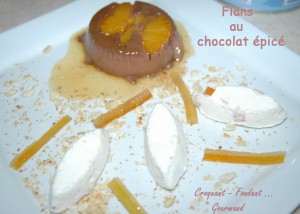 Flans
au
chocolat épicé
Croquant - Fondant ...
Gourmand